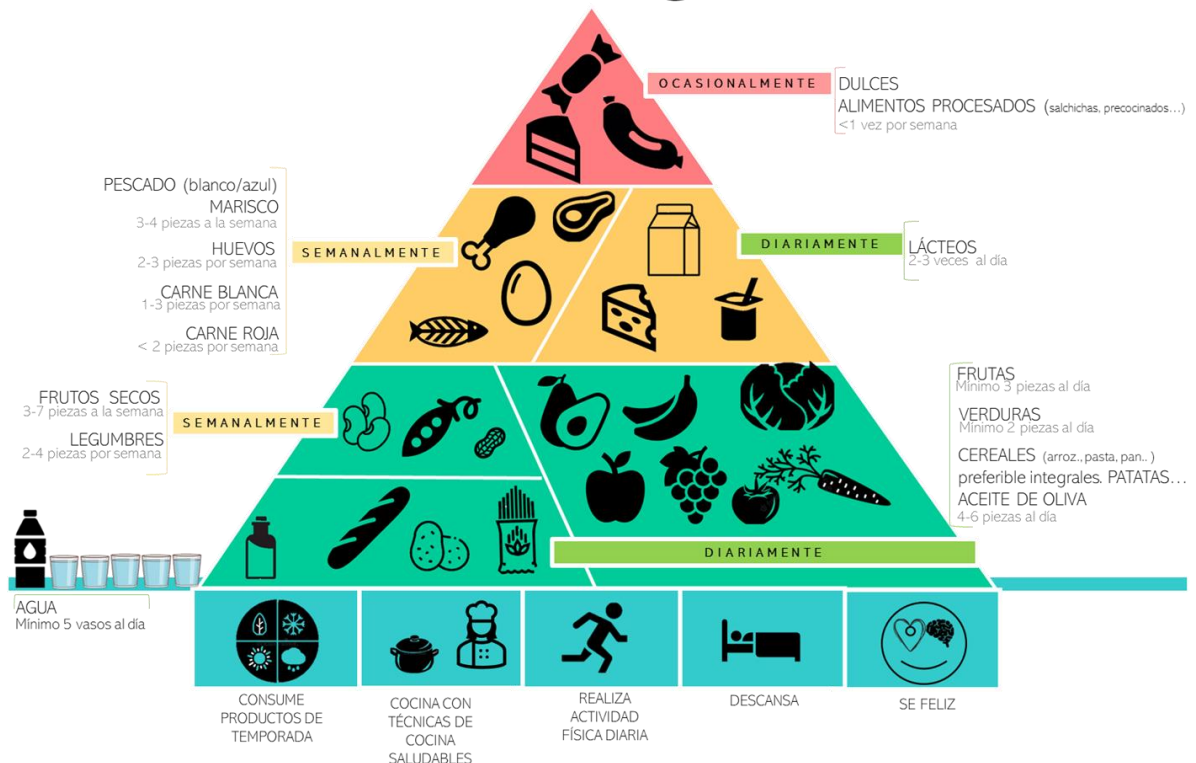 OCASIONALMENTE
DULCES
ALIMENTOS PROCESADOS (salchichas, precocinados...)
<1 vez por semana
PESCADO (blanco/azul)
MARISCO
3-4 piezas a la semana
HUEVOS
2-3 piezas por semana
CARNE BLANCA
1-3 piezas por semana
CARNE ROJA
< 2 piezas por semana
SEMANALMENTE
DIARIAMENTE
LÁCTEOS
2-3 veces al día
FRUTOS SECOS
3-7 piezas a la semana
LEGUMBRES
2-4 piezas por semana
SEMANALMENTE
FRUTAS
Mínimo 3 piezas al día
VERDURAS
Mínimo 2 piezas al día
CEREALES (arroz., pasta, pan.. )
preferible integrales. PATATAS...
ACEITE DE OLIVA
4-6 piezas al día
DIARIAMENTE
AGUA
Mínimo 5 vasos al día
CONSUME
PRODUCTOS DE
TEMPORADA
COCINA CON
TÉCNICAS DE
COCINA
SALUDABLES
REALIZA
ACTIVIDAD
FÍSICA DIARIA
DESCANSA
SE FELIZ